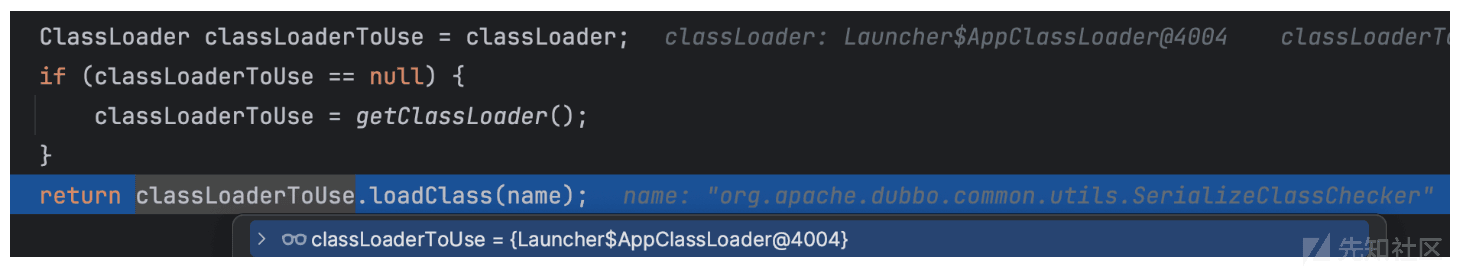 ClassLoader classLoaderToUse = classLoader;   classLoader: Launcher$AppClassLoader@4004    classLoaderTo
if (classLoaderToUse == null) {
    classLoaderToUse = getClassLoader();
}
return classLoaderToUse.loadClass(name);   name: "org.apache.dubbo.common.utils.SerializeClassChecker"
> classLoaderToUse = {Launcher$AppClassLoader@4004}
先知社区